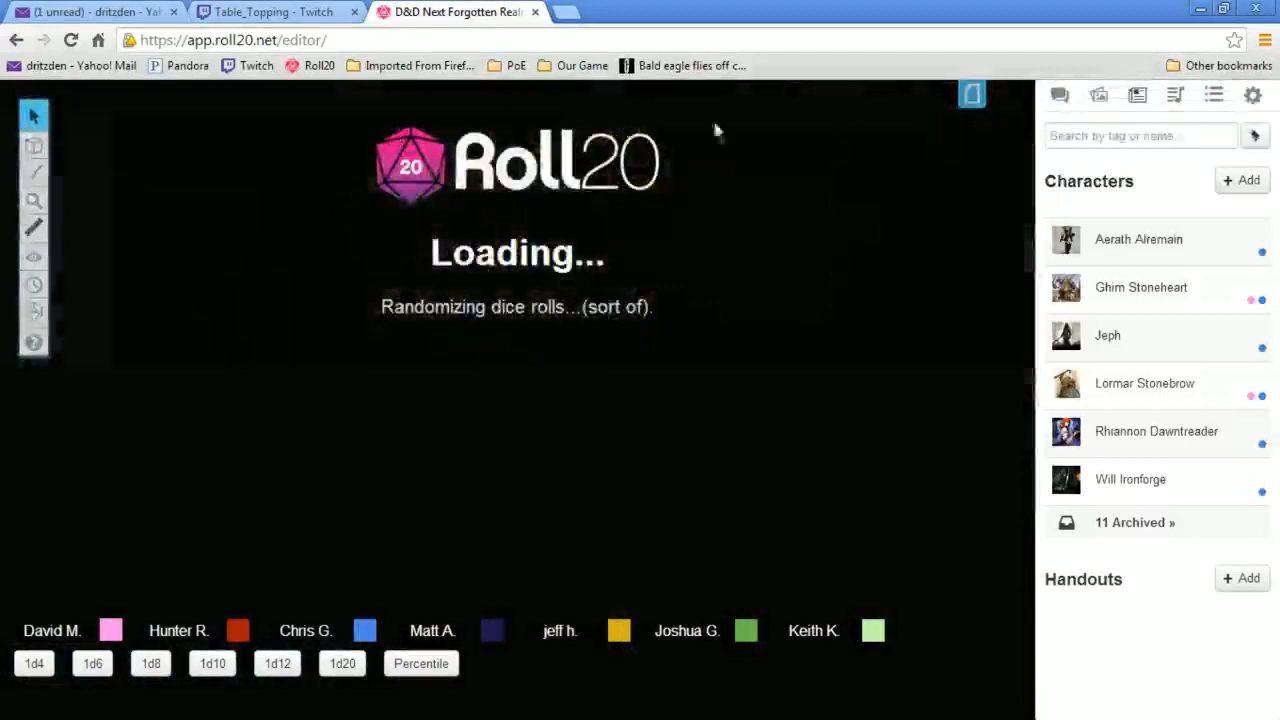 (1 unread) - dritzden - Yah
Table_Topping - Twitch
D&D Next Forgotten Real
https://app.roll20.net/editor/
dritzden - Yahoo! Mail
Pandora
Twitch
Roll20
Imported From Firef...
PoE
Our Game
Bald eagle flies off c...
Other bookmarks
20
Roll20
Loading...
Randomizing dice rolls...(sort of).
Search by tag or name...
Characters
+ Add
Aerath Alremain
Ghim Stoneheart
Jeph
Lormar Stonebrow
Rhiannon Dawntreader
Will Ironforge
11 Archived »
Handouts
+ Add
David M.
Hunter R.
Chris G.
Matt A.
jeff h.
Joshua G.
Keith K.
1d4
1d6
1d8
1d10
1d12
1d20
Percentile